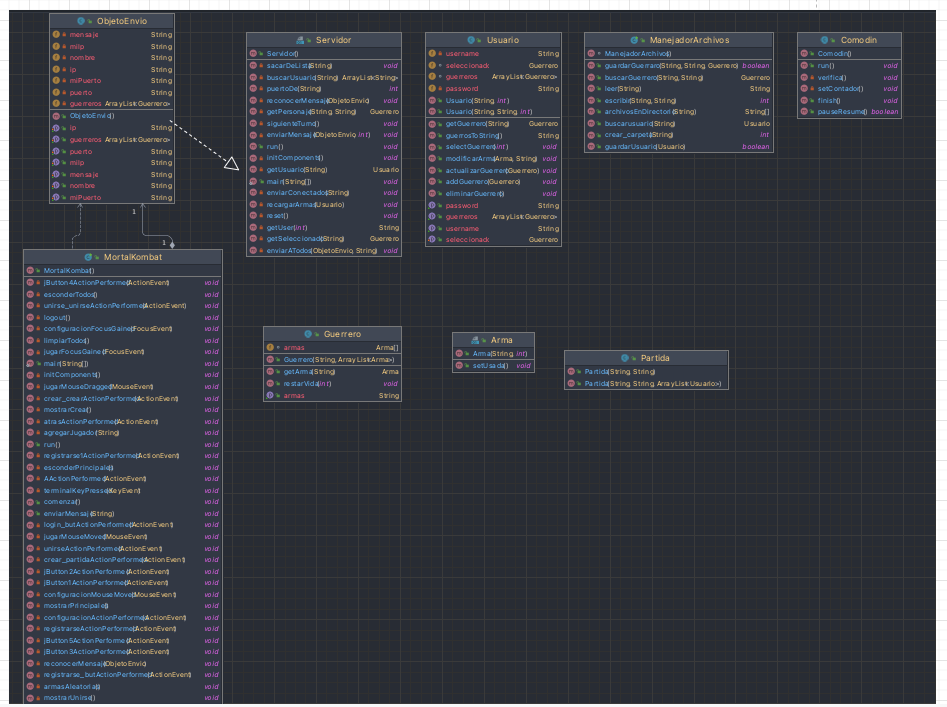 ObjetoEnvio
mensaje String
milp String
nombre String
ip String
miPuerto String
puerto String
guerreros ArrayList<Guerrero>
ObjetoEnvio()
ip String
guerreros ArrayList<Guerrero>
puerto String
milp String
mensaje String
nombre String
miPuerto String
1
1
Servidor
Servidor()
sacarDeList(String) void
buscarUsuario(String) ArrayList<String>
puertoDe(String) int
reconocerMensaj(ObjetoEnvio) void
getPersonaje(String, String) Guerrero
siguienteTurno() void
enviarMensaj(ObjetoEnvio, int) void
run() void
initComponents() void
getUsuario(String) Usuario
main(String[]) void
enviarConectado(String) void
recargarArmas(Usuario) void
reset() void
getUser(int) String
getSeleccionado(String) Guerrero
enviarATodos(ObjetoEnvio, String) void
Usuario
username String
seleccionado Guerrero
guerreros ArrayList<Guerrero>
password String
Usuario(String, int)
Usuario(String, String, int)
getGuerrero(String) Guerrero
guerrosToString() String
selectGuerrero(int) void
modificarArma(Arma, String) void
actualizarGuerrero(Guerrero) void
addGuerrero(Guerrero) void
eliminarGuerrero() void
password String
guerreros ArrayList<Guerrero>
username String
seleccionado Guerrero
ManejadorArchivos
ManejadorArchivos()
guardarGuerrero(String, String, Guerrero) boolean
buscarGuerrero(String, String) Guerrero
leer(String) String
escribir(String, String) int
archivosEnDirectorio(String) String[]
buscarusuario(String) Usuario
crear_carpeta(String) int
guardarUsuario(Usuario) boolean
Comodin
Comodin()
run() void
verifica() void
setContador() void
finish() void
pauseResume() boolean
MortalKombat
MortalKombat()
jButton4ActionPerformed(ActionEvent) void
esconderTodos() void
unirse_unirseActionPerformed(ActionEvent) void
logout() void
configuracionFocusGained(FocusEvent) void
limpiarTodo() void
jugarFocusGained(FocusEvent) void
main(String[]) void
initComponents() void
jugarMouseDragged(MouseEvent) void
crear_crearActionPerformed(ActionEvent) void
mostrarCrear() void
atrasActionPerformed(ActionEvent) void
agregarJugador(String) void
run() void
registrarse1ActionPerformed(ActionEvent) void
esconderPrincipale() void
AActionPerformed(ActionEvent) void
terminalKeyPressed(KeyEvent) void
comenzar() void
enviarMensaj(String) void
login_butActionPerformed(ActionEvent) void
jugarMouseMoved(MouseEvent) void
unirseActionPerformed(ActionEvent) void
crear_partidaActionPerformed(ActionEvent) void
jButton2ActionPerformed(ActionEvent) void
jButton1ActionPerformed(ActionEvent) void
configuracionMouseMoved(MouseEvent) void
mostrarPrincipale() void
configuracionActionPerformed(ActionEvent) void
registrarseActionPerformed(ActionEvent) void
jButton5ActionPerformed(ActionEvent) void
jButton3ActionPerformed(ActionEvent) void
reconocerMensaj(ObjetoEnvio) void
registrarse_butActionPerformed(ActionEvent) void
armasAleatoria() void
mostrarUnirse() void
Guerrero
armas Arma[]
Guerrero(String, ArrayList<Arma>)
getArma(String) Arma
restarVida(int) void
armas String
Arma
Arma(String, int)
setUsada() void
Partida
Partida(String, String)
Partida(String, String, ArrayList<Usuario>)